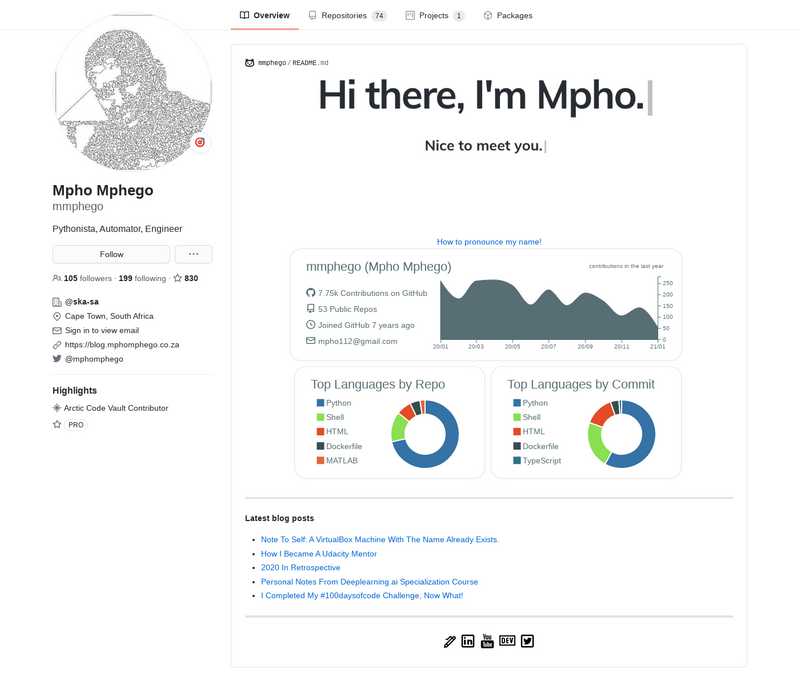 Overview
Repositories 74
Projects 1
Packages
Mpho Mphego
mmphego
Pythonista, Automator, Engineer
Follow
...
105 followers · 199 following · 830
@ska-sa
Cape Town, South Africa
Sign in to view email
https://blog.mphomphego.co.za
@mphomphego
Highlights
Arctic Code Vault Contributor
PRO
mmphego / README.md
Hi there, I'm Mpho.
Nice to meet you.
How to pronounce my name!
mmphego (Mpho Mphego)
7.75k Contributions on GitHub
53 Public Repos
Joined GitHub 7 years ago
mpho112@gmail.com
contributions in the last year
250
200
150
100
50
0
20/01 20/03 20/05 20/07 20/09 20/11 21/01
Top Languages by Repo
Python
Shell
HTML
Dockerfile
MATLAB
Top Languages by Commit
Python
Shell
HTML
Dockerfile
TypeScript
Latest blog posts
Note To Self: A VirtualBox Machine With The Name Already Exists.
How I Became A Udacity Mentor
2020 In Retrospective
Personal Notes From Deeplearning.ai Specialization Course
I Completed My #100daysofcode Challenge, Now What!
in
You
Tube
DEV